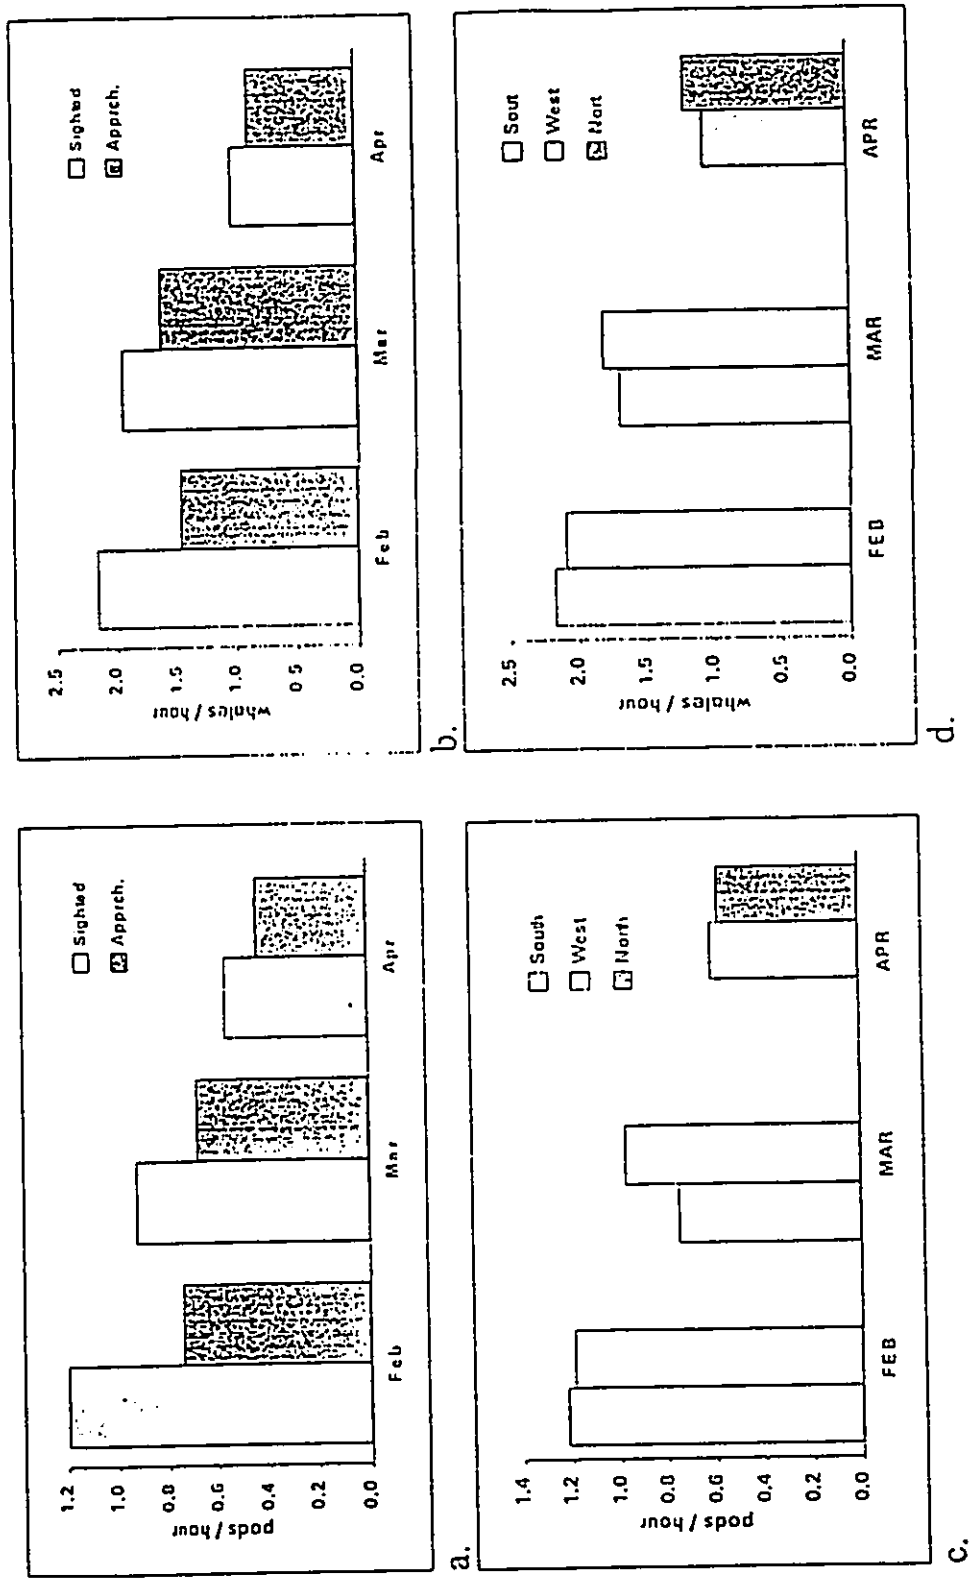 pods / hour
1.2
1.0
0.8
0.6
0.4
0.2
0.0
Sighted
Apprch.
Feb
Mar
Apr
a.
whales / hour
2.5
2.0
1.5
1.0
0.5
0.0
Sighted
Apprch.
Feb
Mar
Apr
b.
pods / hour
1.4
1.2
1.0
0.8
0.6
0.4
0.2
0.0
South
West
North
FEB
MAR
APR
c.
whales / hour
2.5
2.0
1.5
1.0
0.5
0.0
Sout
West
Nort
FEB
MAR
APR
d.